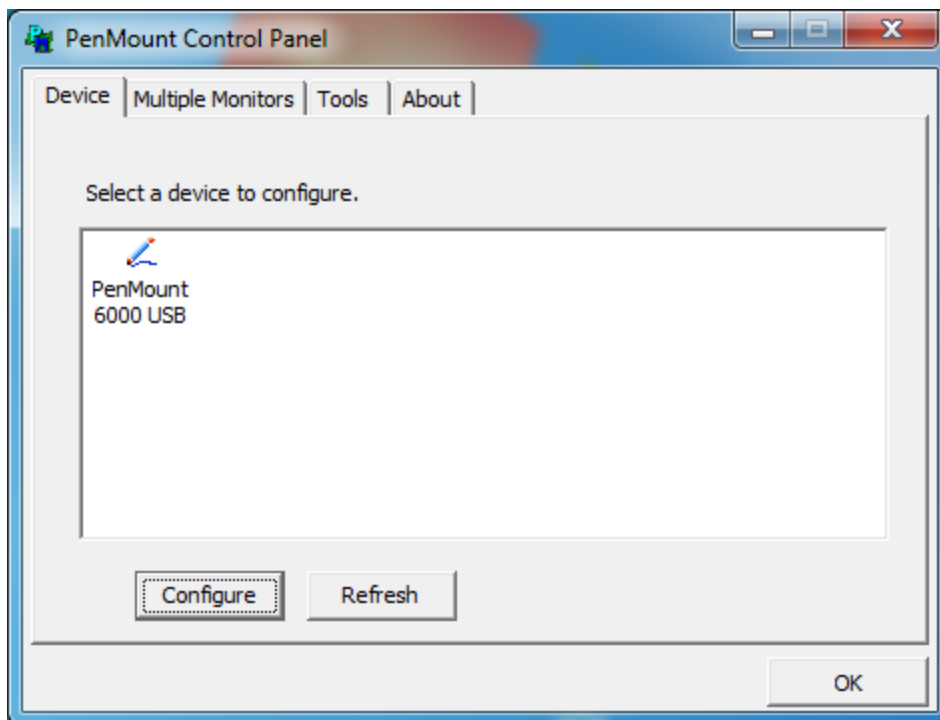 PenMount Control Panel
Device Multiple Monitors Tools About
Select a device to configure.
PenMount
6000 USB
Configure Refresh
OK